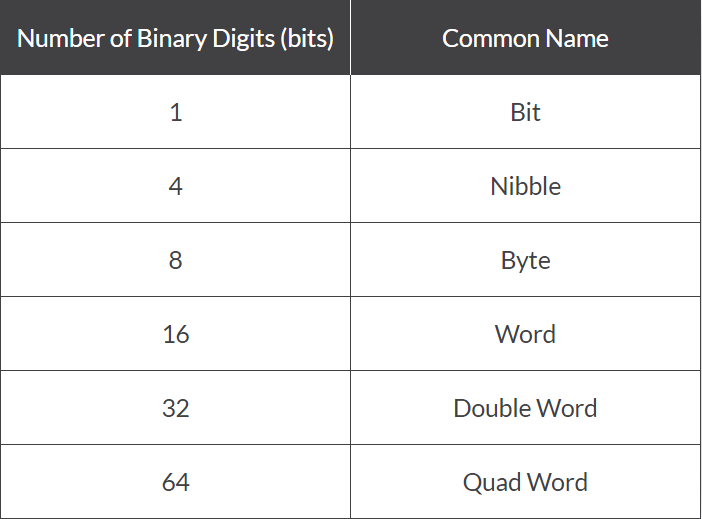 Number of Binary Digits (bits) Common Name
1 Bit
4 Nibble
8 Byte
16 Word
32 Double Word
64 Quad Word